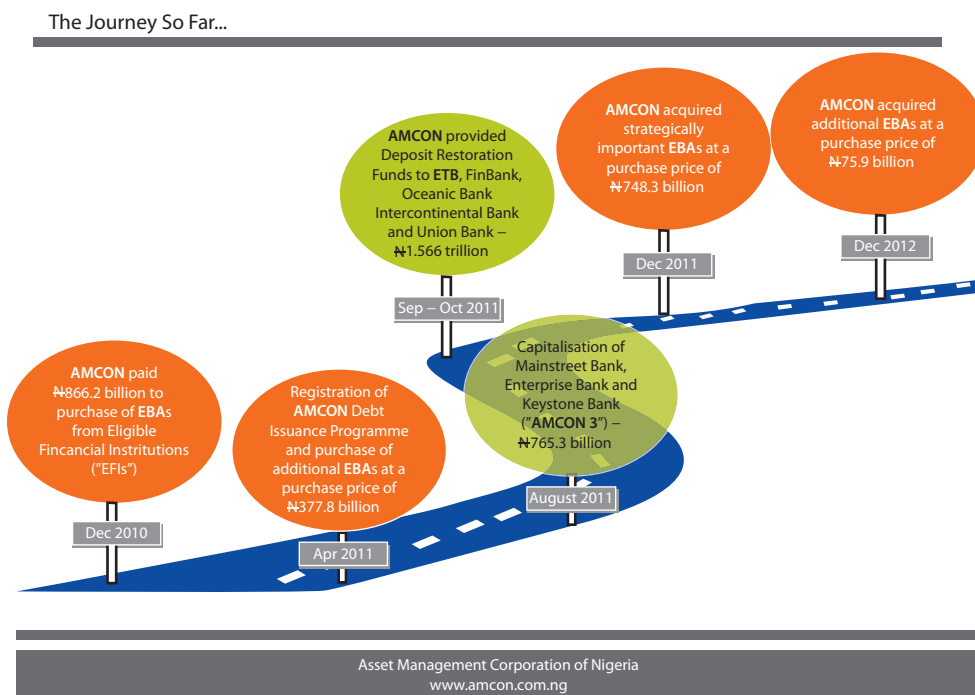 The Journey So Far...
AMCON paid
₦866.2 billion to
purchase of EBAs
from Eligible
Fincancial Institutions
("EFIs")
Dec 2010
Registration of
AMCON Debt
Issuance Programme
and purchase of
additional EBAs at a
purchase price of
₦377.8 billion
Apr 2011
Capitalisation of
Mainstreet Bank,
Enterprise Bank and
Keystone Bank
("AMCON 3") –
₦765.3 billion
August 2011
AMCON provided
Deposit Restoration
Funds to ETB, FinBank,
Oceanic Bank
Intercontinental Bank
and Union Bank –
₦1.566 trillion
Sep – Oct 2011
AMCON acquired
strategically
important EBAs at a
purchase price of
₦748.3 billion
Dec 2011
AMCON acquired
additional EBAs at a
purchase price of
₦75.9 billion
Dec 2012
Asset Management Corporation of Nigeria
www.amcon.com.ng